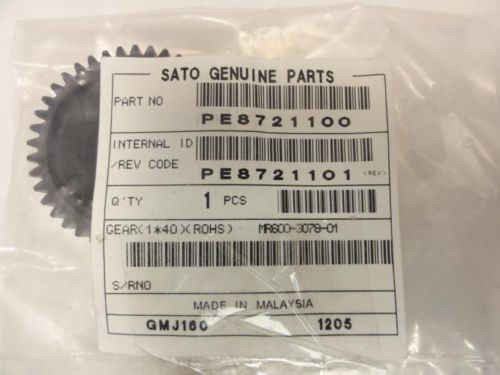 SATO GENUINE PARTS
PART NO
PE8721100
INTERNAL ID
/REV CODE
PE8721101 (REV)
Q'TY 1 PCS
GEAR(1*40)(ROHS) MR600-3078-01
S/RNO
MADE IN MALAYSIA
GMJ160 1205